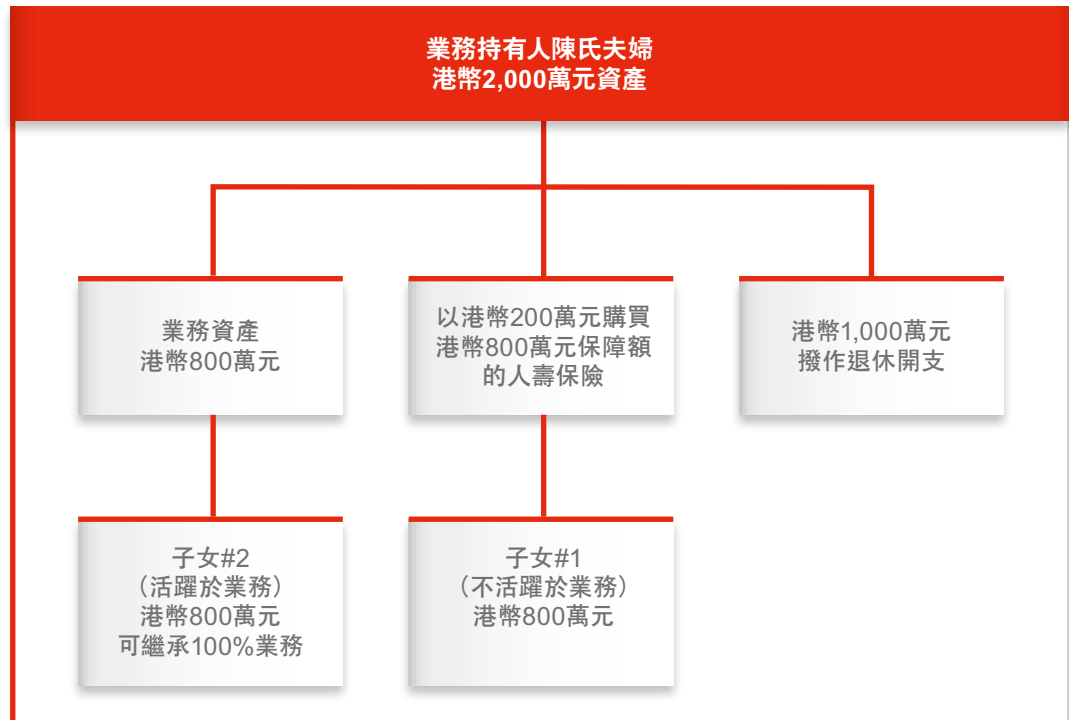 業務持有人陳氏夫婦
港幣2,000萬元資產
業務資產
港幣800萬元
以港幣200萬元購買
港幣800萬元保障額
的人壽保險
港幣1,000萬元
撥作退休開支
子女#2
（活躍於業務）
港幣800萬元
可繼承100%業務
子女#1
（不活躍於業務）
港幣800萬元